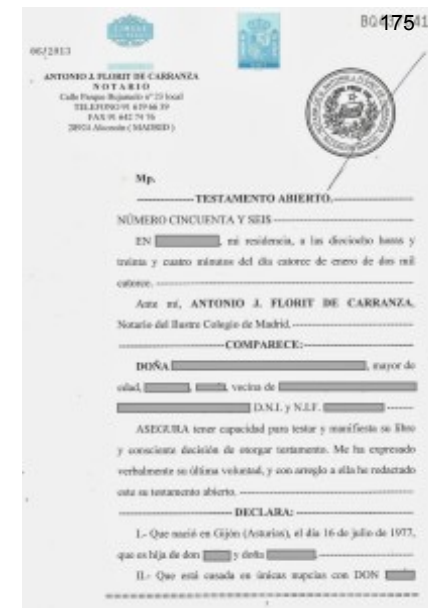 175
06/2013
ANTONIO J. FLORIT DE CARRANZA
NOTARIO
TESTAMENTO ABIERTO.
Mp.
NÚMERO CINCUENTA Y SEIS
EN , mi residencia, a las dieciocho horas y
treinta y cuatro minutos del día catorce de enero de dos mil
catorce.
Ante mí, ANTONIO J. FLORIT DE CARRANZA,
Notario del Ilustre Colegio de Madrid.
COMPARECE:
DOÑA , mayor de
edad, , , vecina de
D.N.I. y N.I.F.
ASEGURA tener capacidad para testar y manifiesta su libre
y consciente decisión de otorgar testamento. Me ha expresado
verbalmente su última voluntad, y con arreglo a ella he redactado
este su testamento abierto.
DECLARA:
I.- Que nació en Gijón (Asturias), el día 16 de julio de 1977,
que es hija de don y doña .
II.- Que está casada en únicas nupcias con DON